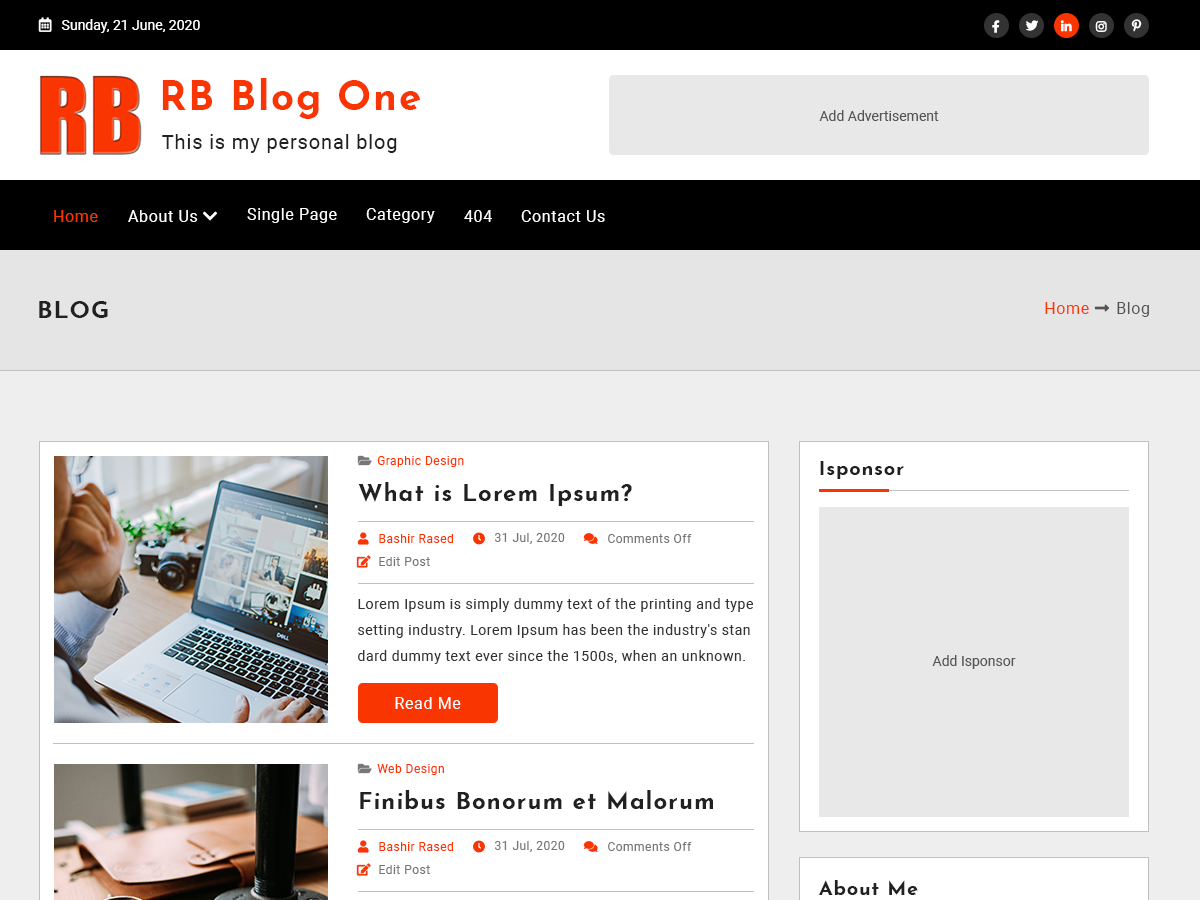 Sunday, 21 June, 2020
RB
RB Blog One
This is my personal blog
Add Advertisement
Home
About Us
Single Page
Category
404
Contact Us
BLOG
Home
Blog
Graphic Design
What is Lorem Ipsum?
Bashir Rased
31 Jul, 2020
Comments Off
Edit Post
Lorem Ipsum is simply dummy text of the printing and type
setting industry. Lorem Ipsum has been the industry's stan
dard dummy text ever since the 1500s, when an unknown.
Read Me
DELL
Web Design
Finibus Bonorum et Malorum
Bashir Rased
31 Jul, 2020
Comments Off
Edit Post
Isponsor
Add Isponsor
About Me